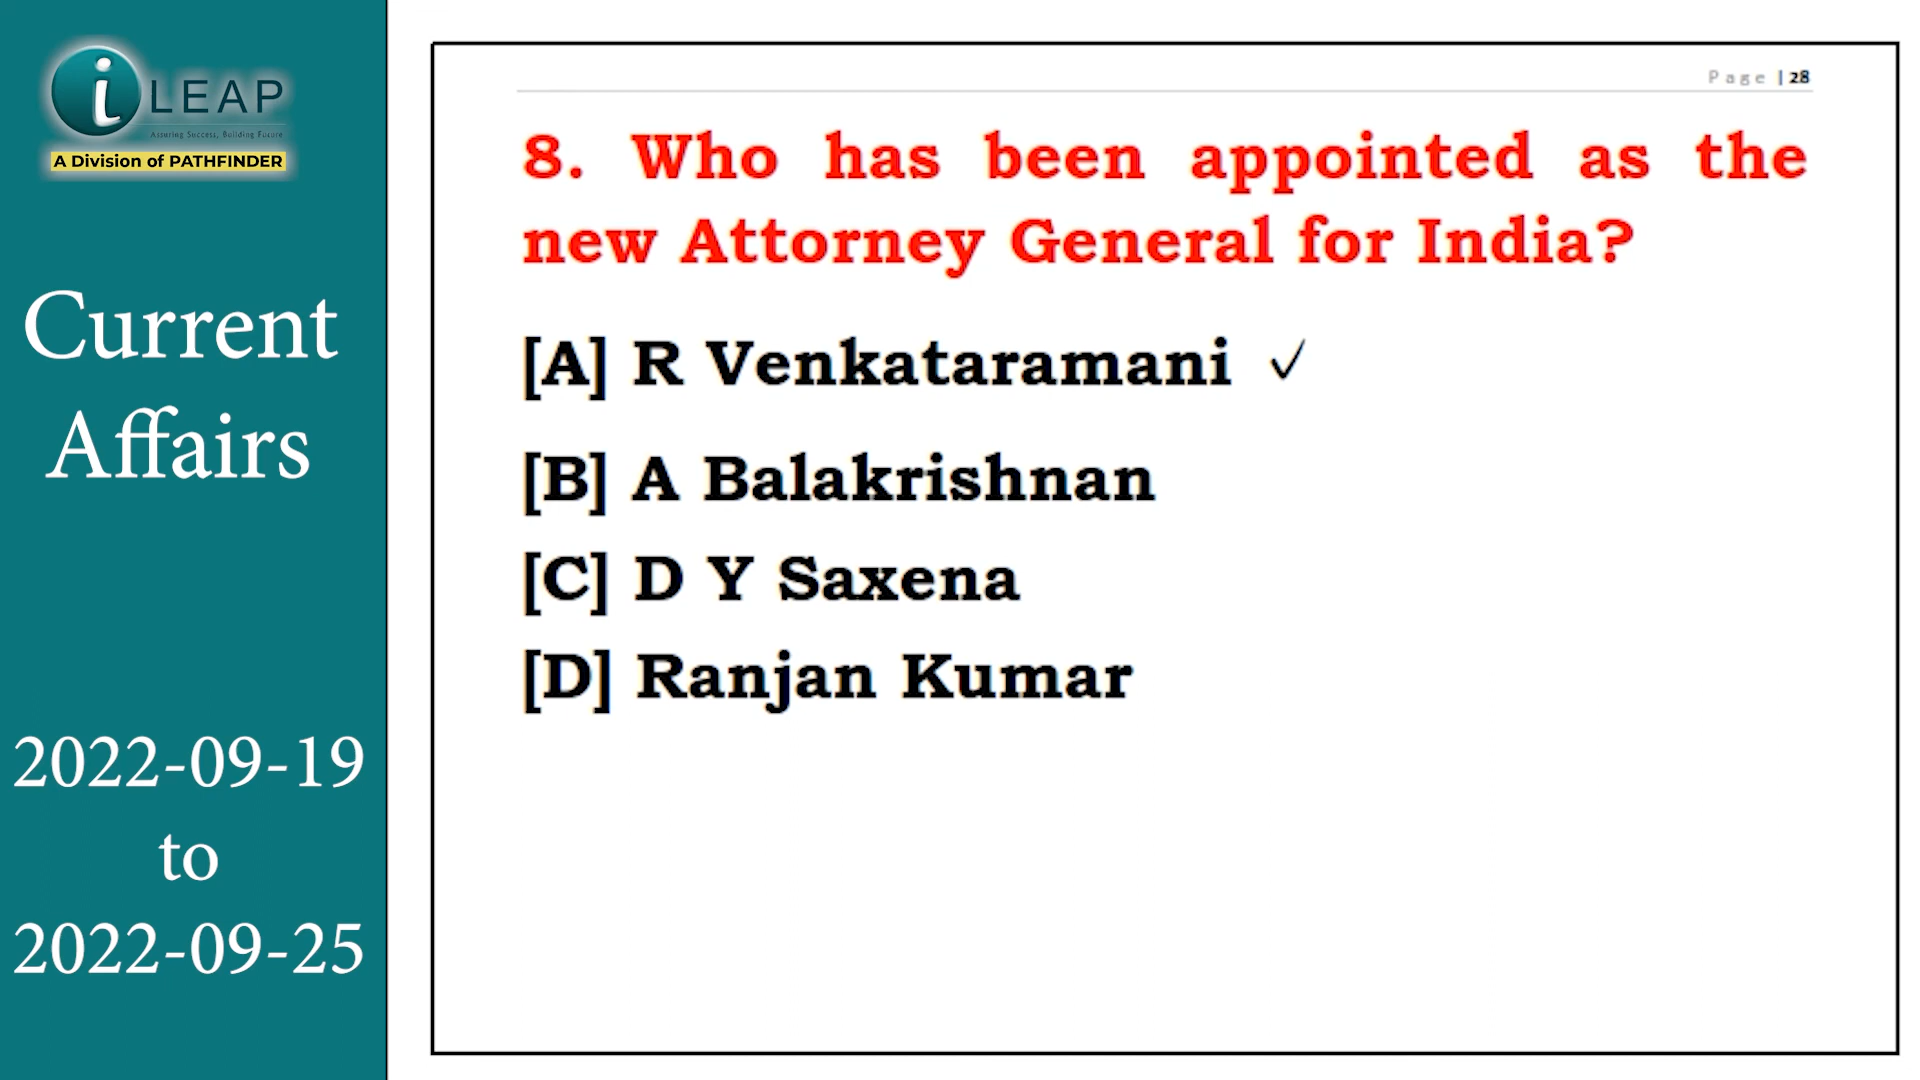 i LEAP
Assuring Success, Building Future
A Division of PATHFINDER
Current
Affairs
2022-09-19
to
2022-09-25
Page | 28
8. Who has been appointed as the
new Attorney General for India?
[A] R Venkataramani ✓
[B] A Balakrishnan
[C] D Y Saxena
[D] Ranjan Kumar